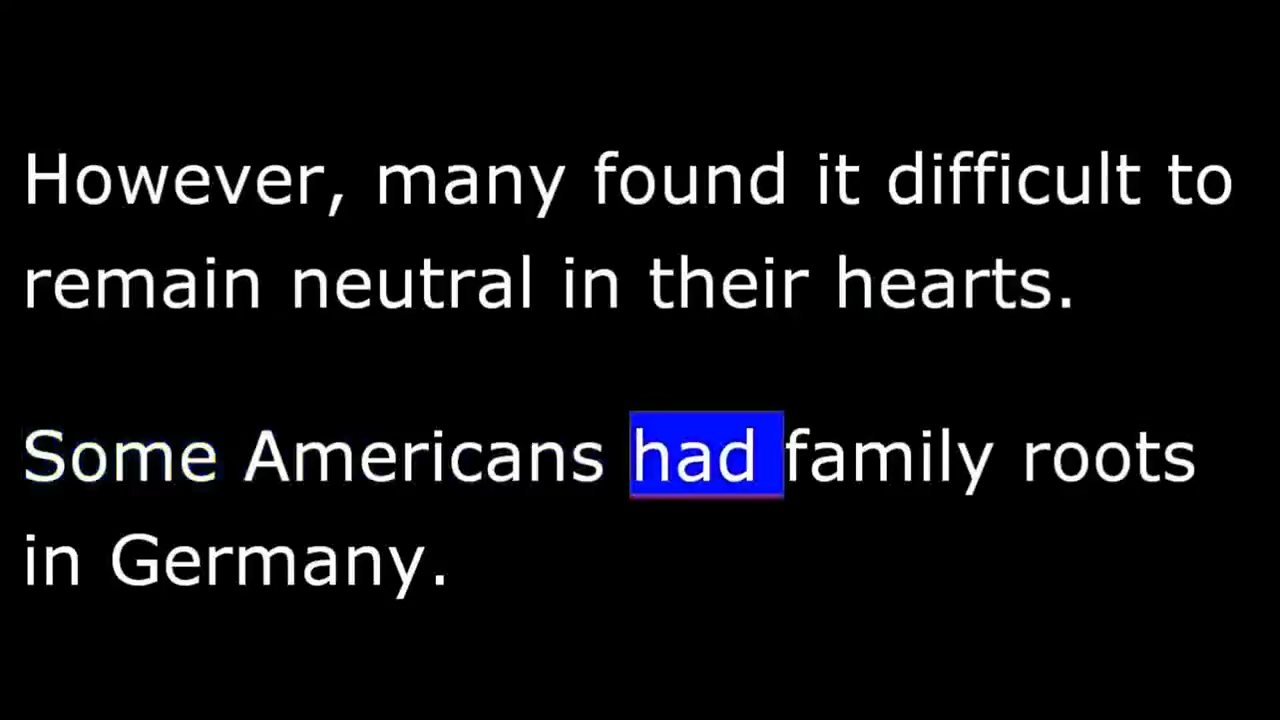 However, many found it difficult to
remain neutral in their hearts.
Some Americans had family roots
in Germany.